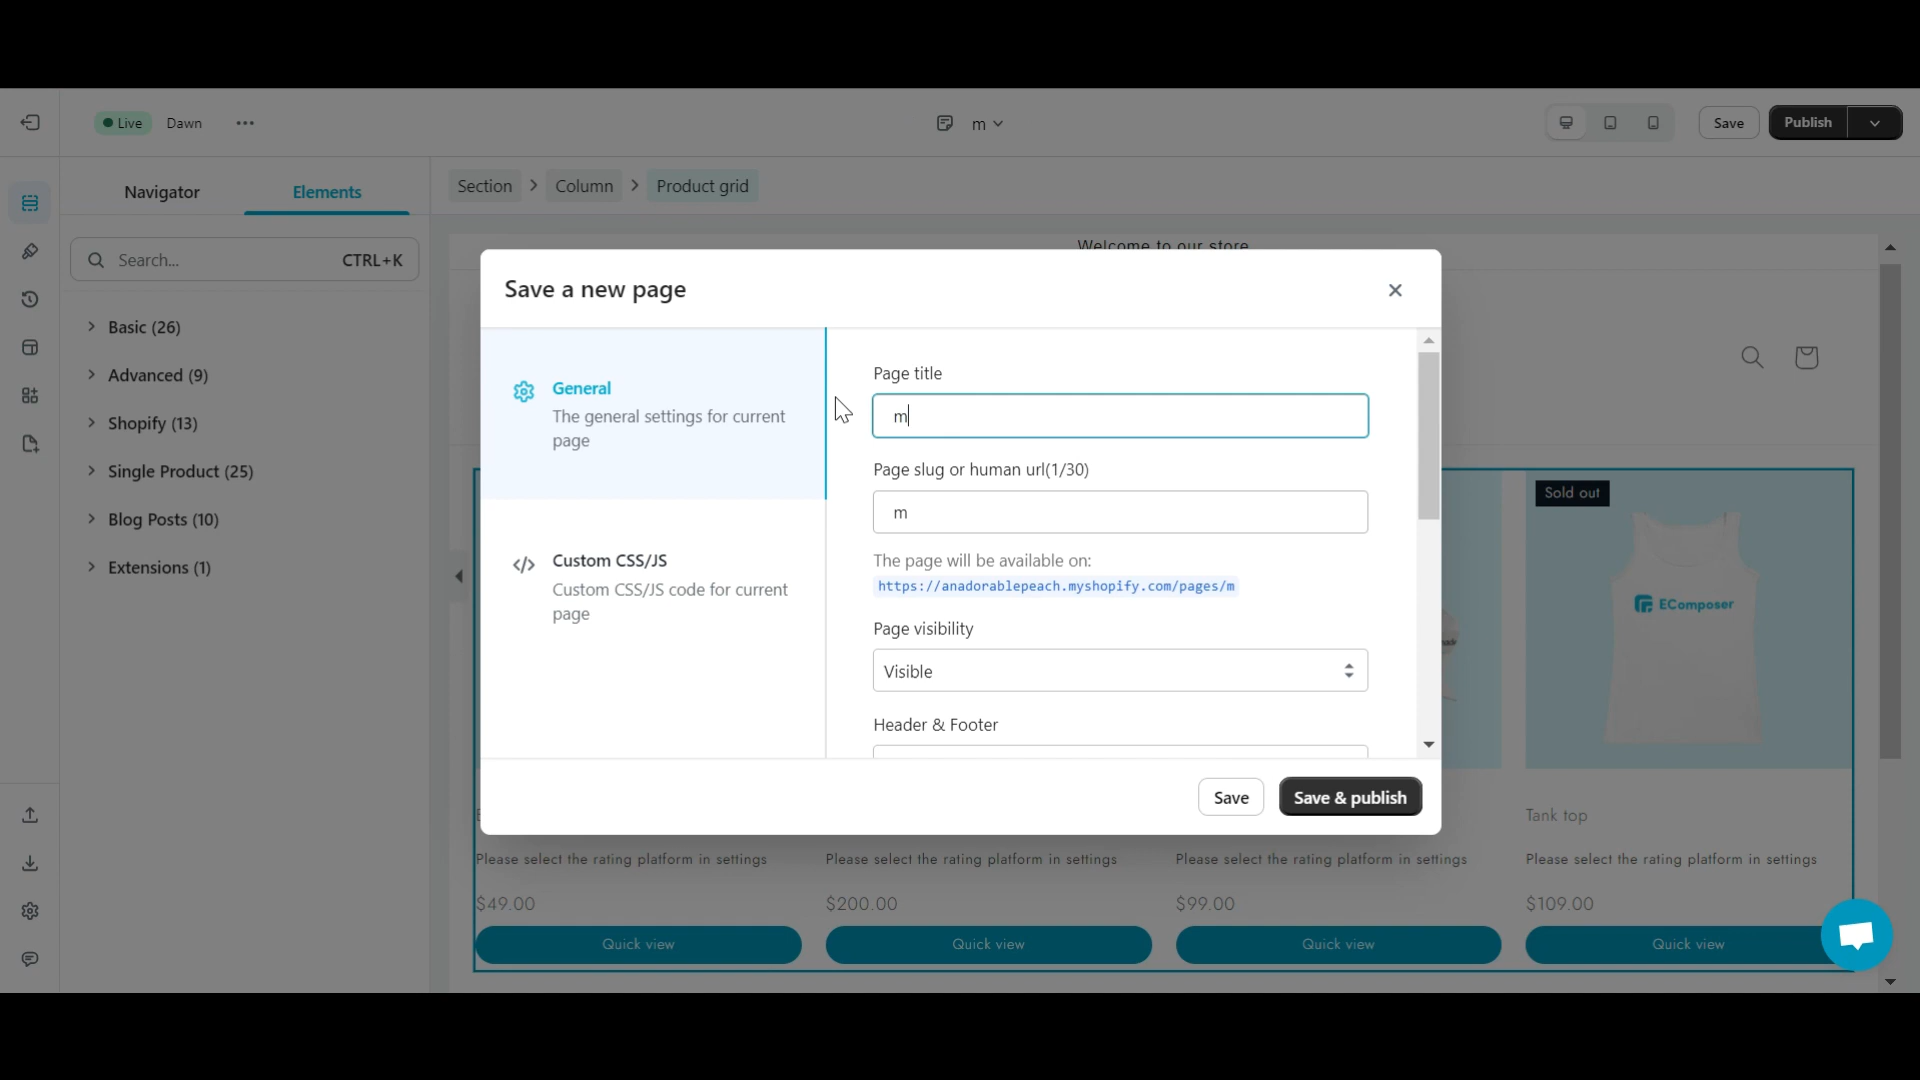 Live
Dawn
m
Save
Publish
Navigator
Elements
Section
Column
Product grid
Search...
CTRL+K
Welcome to our store
Basic (26)
Advanced (9)
Shopify (13)
Single Product (25)
Blog Posts (10)
Extensions (1)
Save a new page
General
The general settings for current
page
Custom CSS/JS
Custom CSS/JS code for current
page
Page title
m
Page slug or human url(1/30)
m
The page will be available on:
https://anadorablepeach.myshopify.com/pages/m
Page visibility
Visible
Header & Footer
Save
Save & publish
Sold out
EComposer
Tank top
Please select the rating platform in settings
Please select the rating platform in settings
Please select the rating platform in settings
Please select the rating platform in settings
$49.00
$200.00
$99.00
$109.00
Quick view
Quick view
Quick view
Quick view